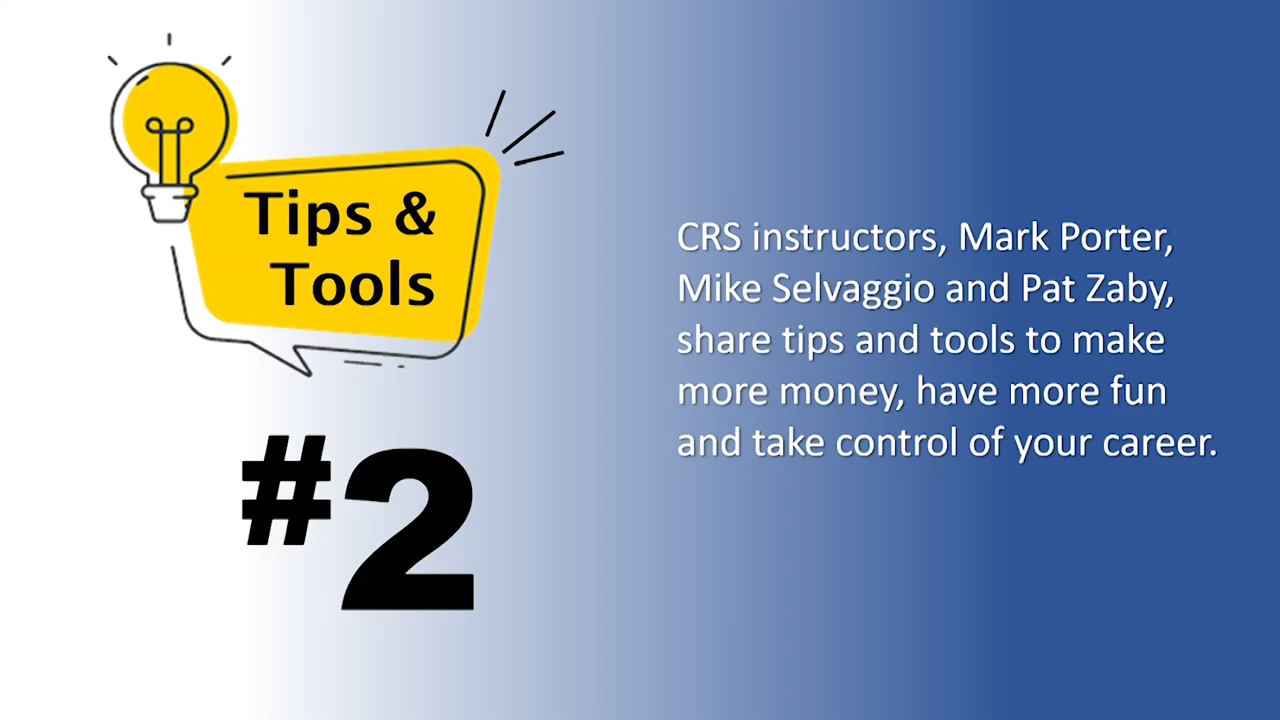 Tips &
Tools
#2
CRS instructors, Mark Porter,
Mike Selvaggio and Pat Zaby,
share tips and tools to make
more money, have more fun
and take control of your career.